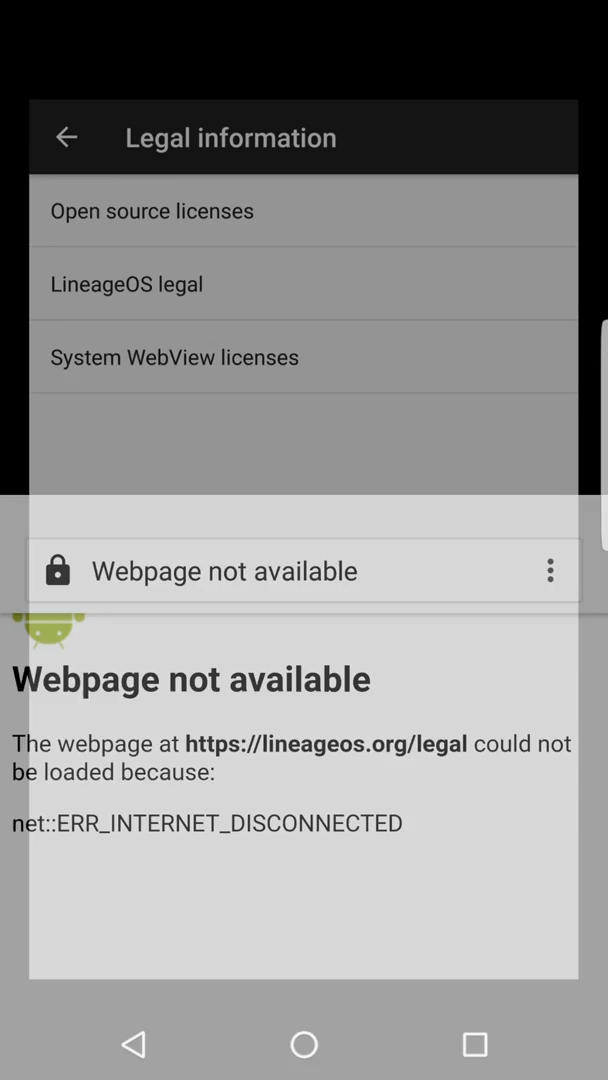 Legal information
Open source licenses
LineageOS legal
System WebView licenses
Webpage not available
Webpage not available
The webpage at https://lineageos.org/legal could not
be loaded because:
net::ERR_INTERNET_DISCONNECTED